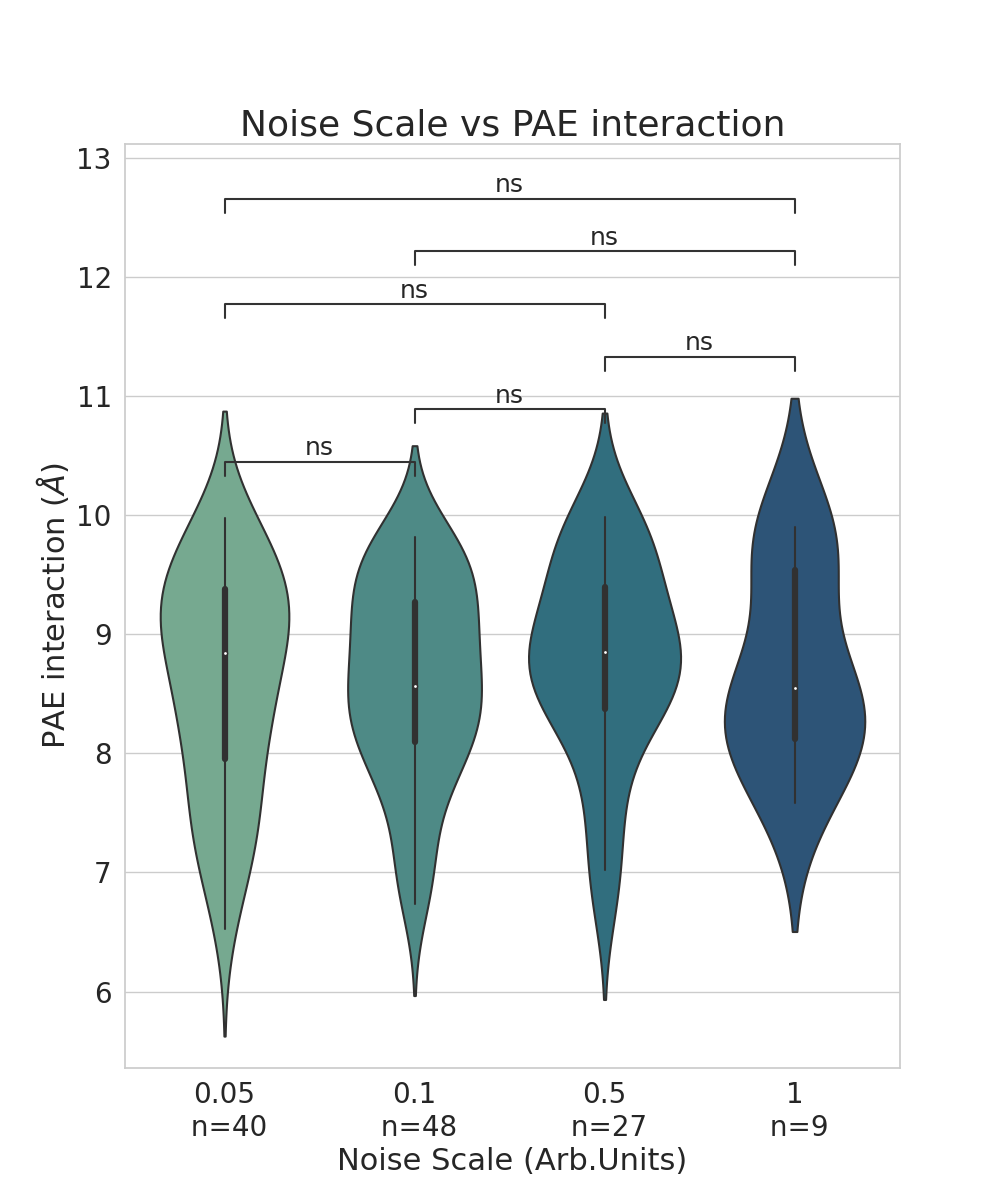 Noise Scale vs PAE interaction
13
ns
ns
12
ns
ns
11
ns
ns
10
9
8
7
6
PAE interaction (Å)
0.05 0.1 0.5 1
n=40 n=48 n=27 n=9
Noise Scale (Arb.Units)